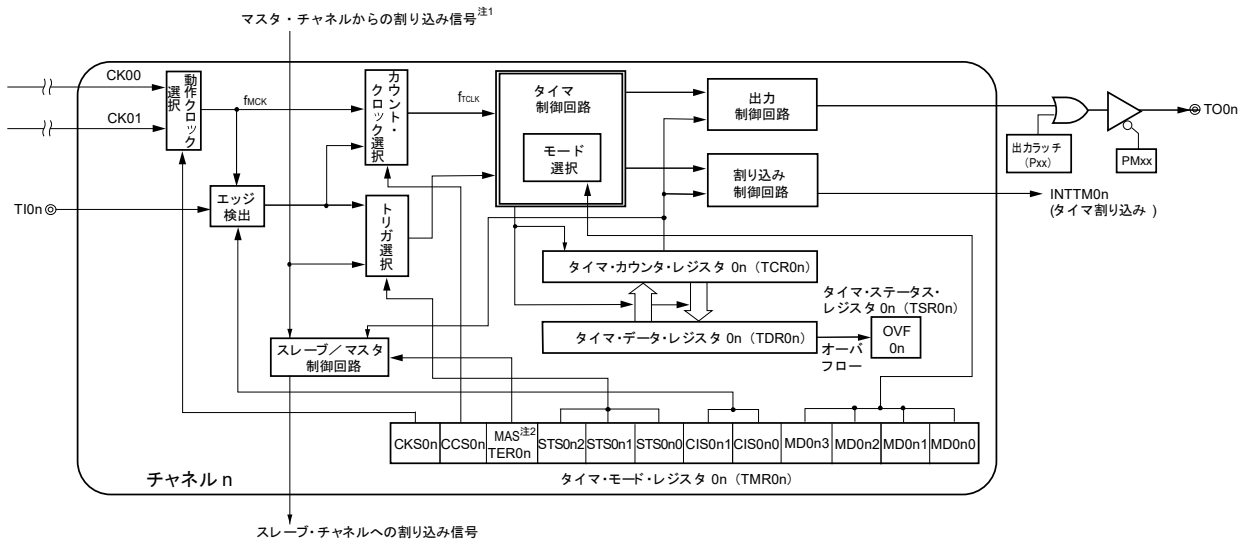 マスタ・チャネルからの割り込み信号注1
CK00
CK01
動作クロック選択
fMCK
カウント・クロック選択
fTCLK
タイマ
制御回路
モード
選択
出力
制御回路
出力ラッチ
(Pxx)
PMxx
TO0n
TI0n
エッジ
検出
トリガ選択
割り込み
制御回路
INTTM0n
(タイマ割り込み)
タイマ・カウンタ・レジスタ 0n (TCR0n)
タイマ・データ・レジスタ 0n (TDR0n)
タイマ・ステータス・
レジスタ 0n (TSR0n)
OVF
0n
オーバ
フロー
スレーブ/マスタ
制御回路
CKS0n
CCS0n
MAS注2
TER0n
STS0n2
STS0n1
STS0n0
CIS0n1
CIS0n0
MD0n3
MD0n2
MD0n1
MD0n0
チャネル n
タイマ・モード・レジスタ 0n (TMR0n)
スレーブ・チャネルへの割り込み信号